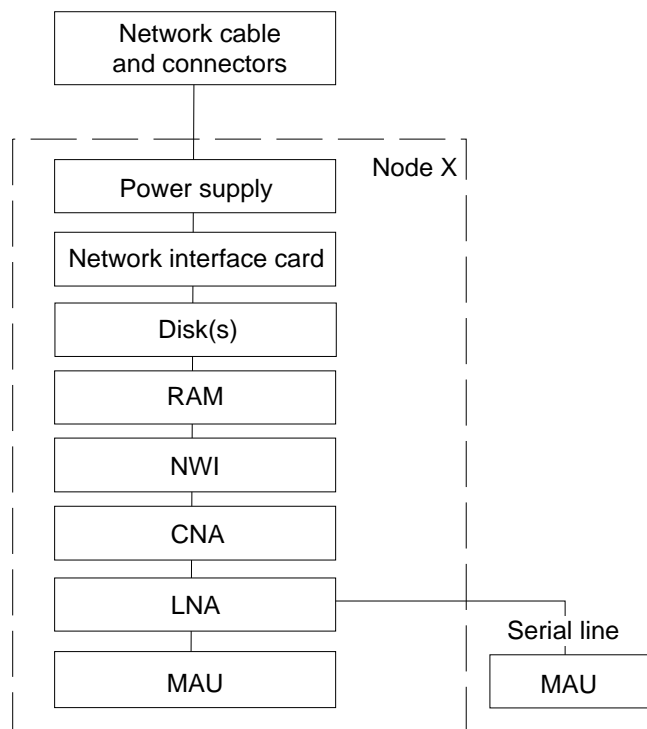 Network cable
and connectors
Node X
Power supply
Network interface card
Disk(s)
RAM
NWI
CNA
LNA
Serial line
MAU
MAU